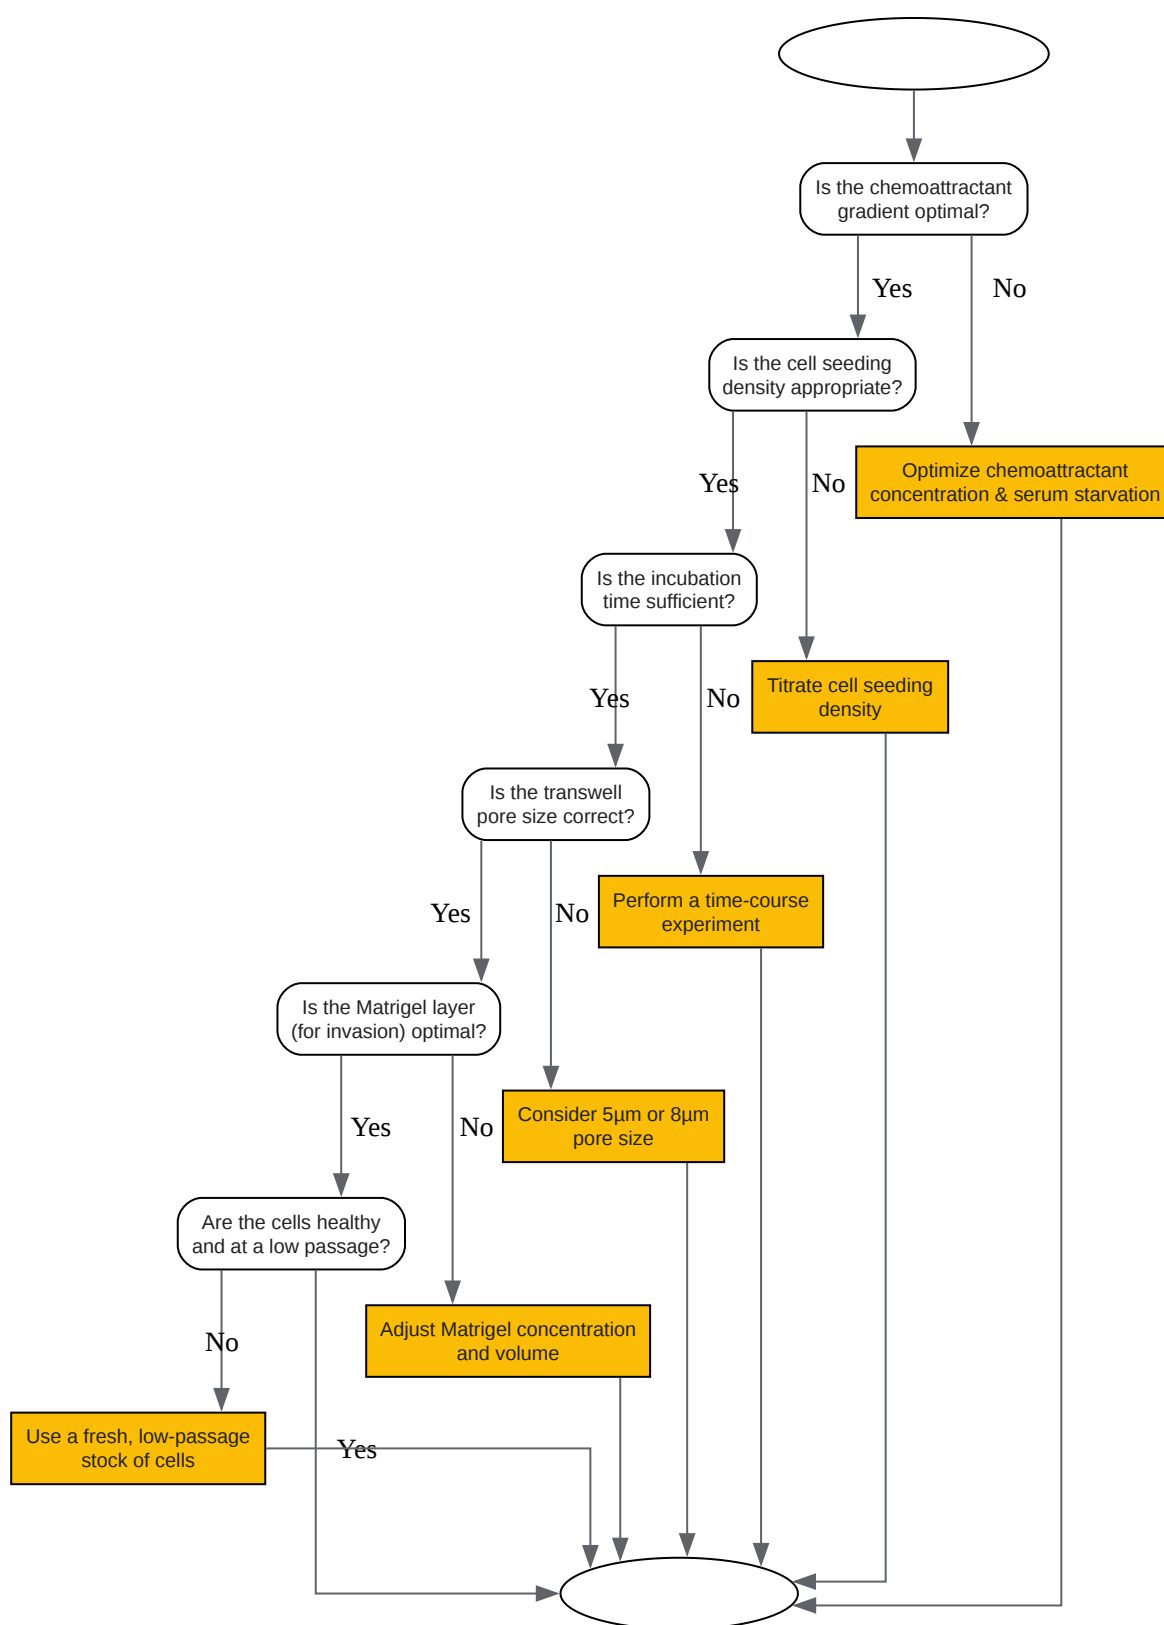 Is the chemoattractant
gradient optimal?
Yes
No
Is the cell seeding
density appropriate?
Optimize chemoattractant
concentration & serum starvation
Yes
No
Is the incubation
time sufficient?
Titrate cell seeding
density
Yes
No
Is the transwell
pore size correct?
Perform a time-course
experiment
Yes
No
Is the Matrigel layer
(for invasion) optimal?
Consider 5µm or 8µm
pore size
Yes
No
Are the cells healthy
and at a low passage?
Adjust Matrigel concentration
and volume
No
Use a fresh, low-passage
stock of cells
Yes